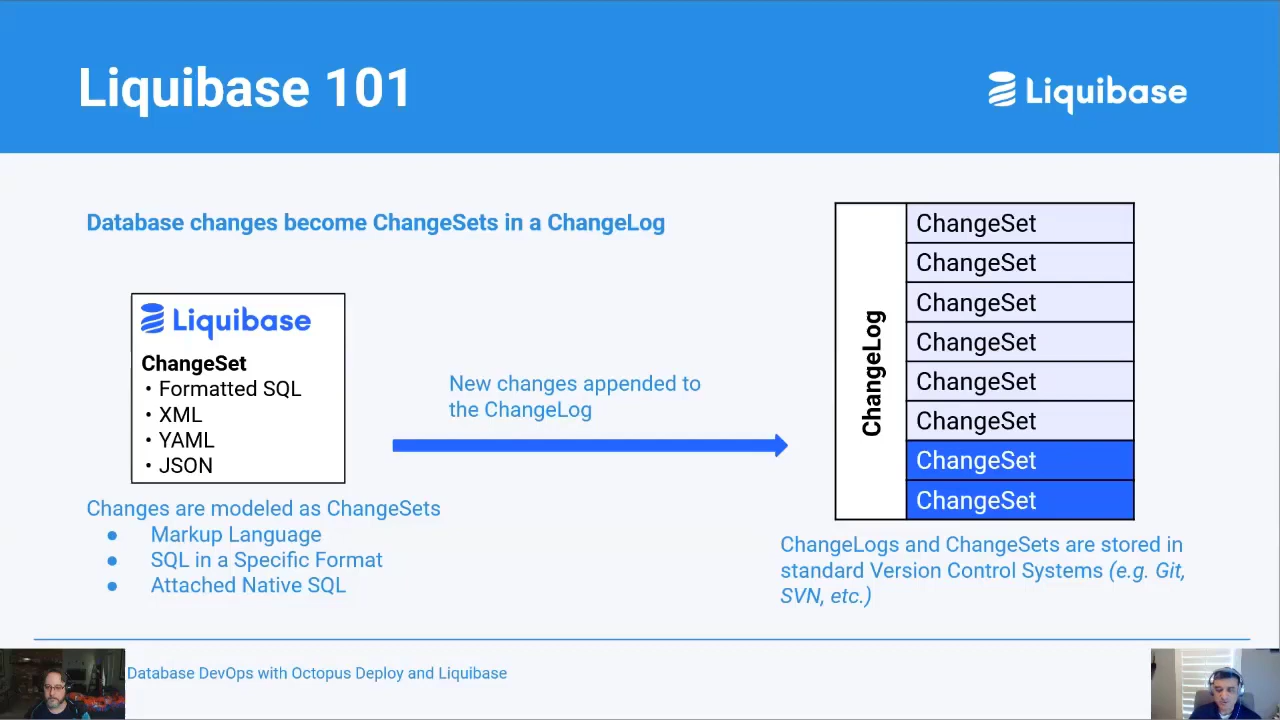 Liquibase 101
Liquibase
Database changes become ChangeSets in a ChangeLog
Liquibase
ChangeSet
• Formatted SQL
• XML
• YAML
• JSON
Changes are modeled as ChangeSets
● Markup Language
● SQL in a Specific Format
● Attached Native SQL
New changes appended to
the ChangeLog
ChangeLog
ChangeSet
ChangeSet
ChangeSet
ChangeSet
ChangeSet
ChangeSet
ChangeSet
ChangeSet
ChangeLogs and ChangeSets are stored in
standard Version Control Systems (e.g. Git,
SVN, etc.)
Database DevOps with Octopus Deploy and Liquibase